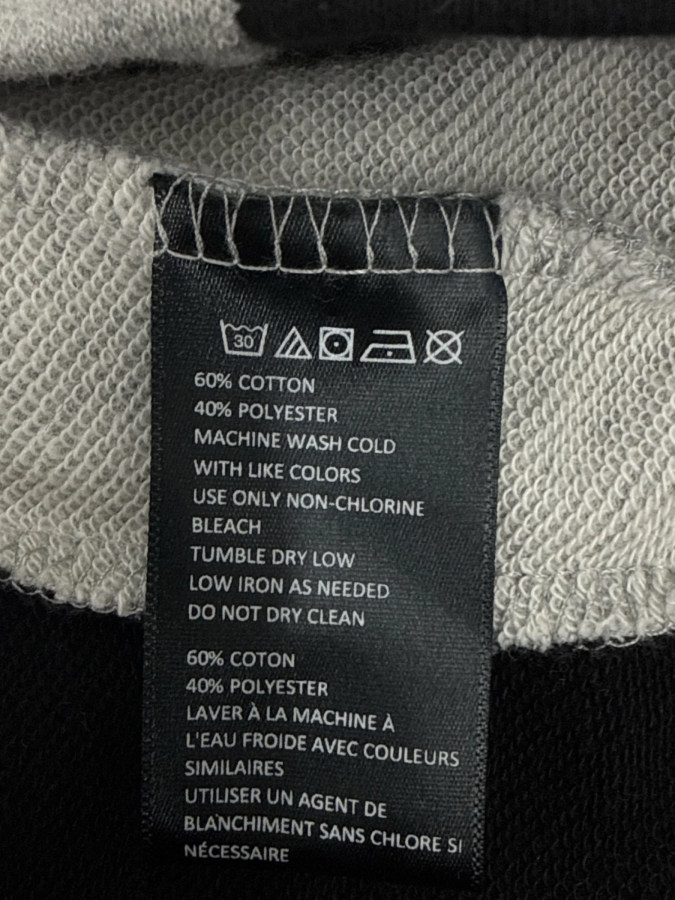 30
60% COTTON
40% POLYESTER
MACHINE WASH COLD
WITH LIKE COLORS
USE ONLY NON-CHLORINE
BLEACH
TUMBLE DRY LOW
LOW IRON AS NEEDED
DO NOT DRY CLEAN
60% COTON
40% POLYESTER
LAVER À LA MACHINE À
L'EAU FROIDE AVEC COULEURS
SIMILAIRES
UTILISER UN AGENT DE
BLANCHIMENT SANS CHLORE SI
NÉCESSAIRE